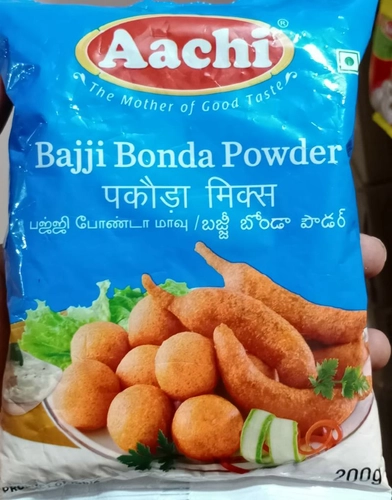 Aachi®
The Mother of Good Taste
Bajji Bonda Powder
पकौड़ा मिक्स
பஜ்ஜி போண்டா மாவு / బజ్జీ బోండా పౌడర్
200g